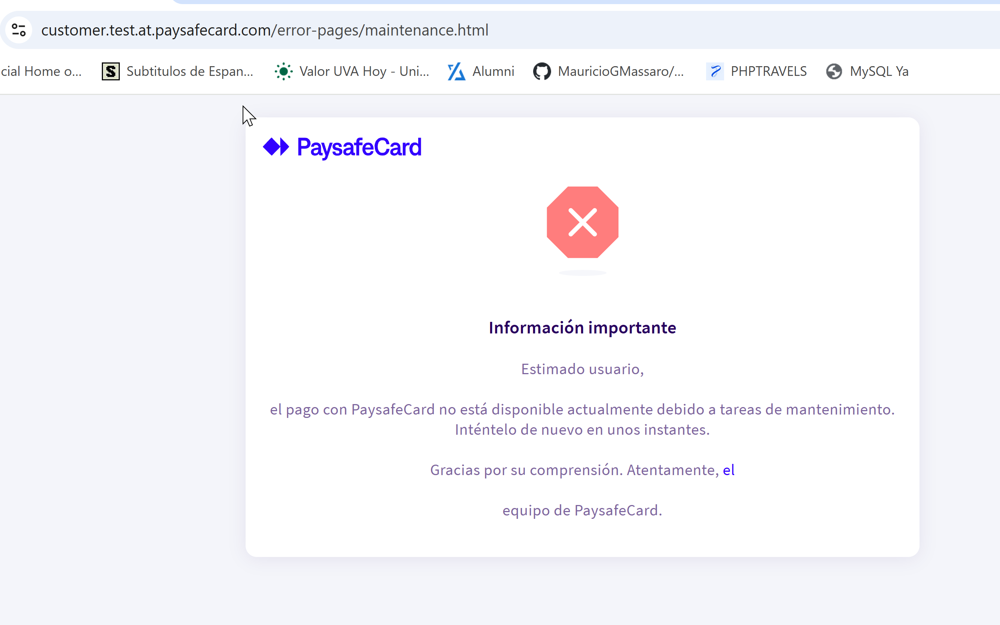 customer.test.at.paysafecard.com/error-pages/maintenance.html
cial Home o... Subtitulos de Espan... Valor UVA Hoy - Uni... Alumni MauricioGMassaro/... PHPTRAVELS MySQL Ya
PaysafeCard
Información importante
Estimado usuario,
el pago con PaysafeCard no está disponible actualmente debido a tareas de mantenimiento.
Inténtelo de nuevo en unos instantes.
Gracias por su comprensión. Atentamente, el
equipo de PaysafeCard.